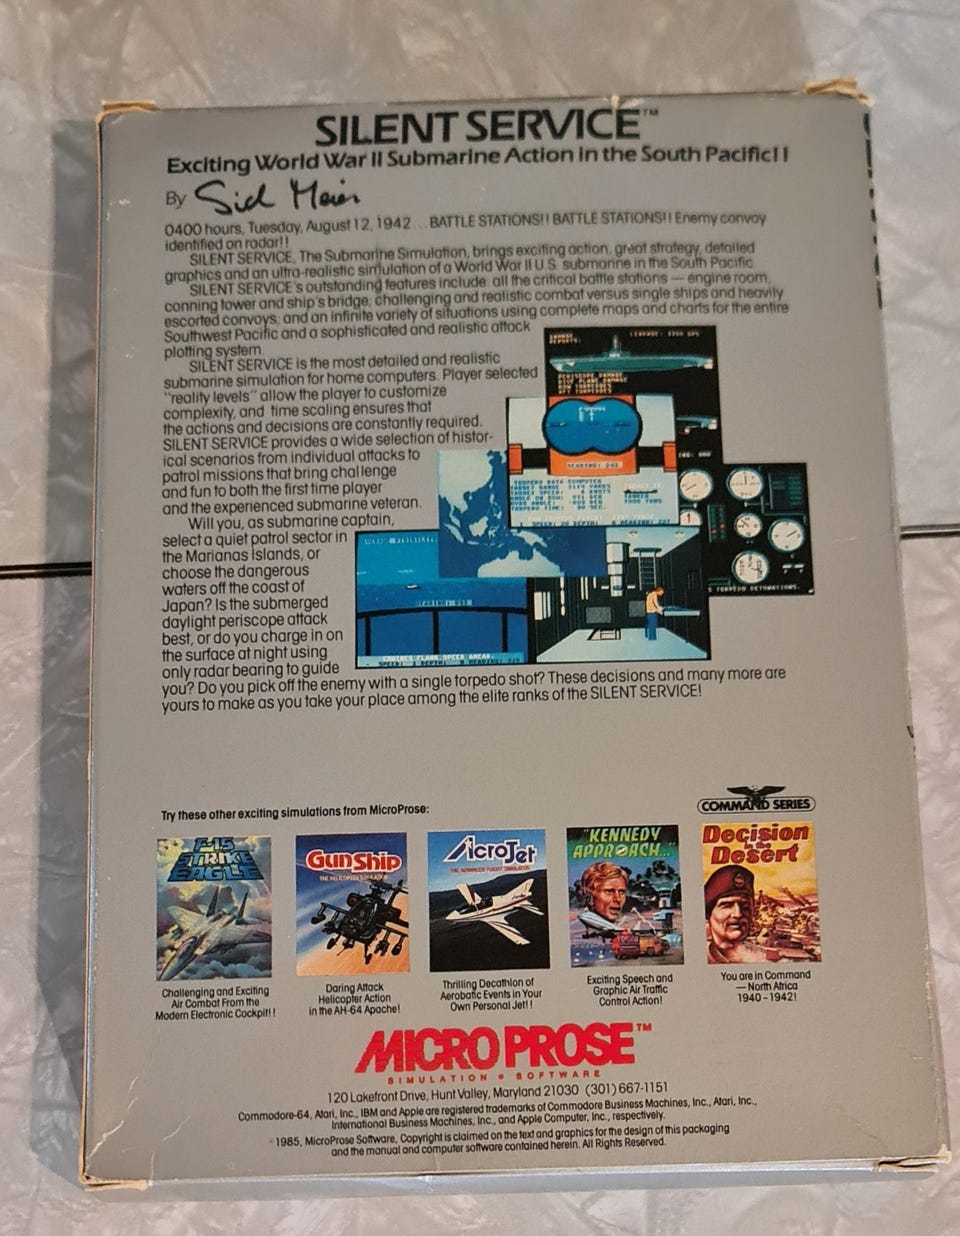 SILENT SERVICE™
Exciting World War II Submarine Action in the South Pacific!!
By Sid Meier
0400 hours, Tuesday, August 12, 1942 ... BATTLE STATIONS!! BATTLE STATIONS!! Enemy convoy
identified on radar!!
SILENT SERVICE, The Submarine Simulation, brings exciting action, great strategy, detailed
graphics and an ultra-realistic simulation of a World War II U.S. submarine in the South Pacific.
SILENT SERVICE's outstanding features include: all the critical battle stations — engine room,
conning tower and ship's bridge; challenging and realistic combat versus single ships and heavily
escorted convoys; and an infinite variety of situations using complete maps and charts for the entire
Southwest Pacific and a sophisticated and realistic attack
plotting system.
SILENT SERVICE is the most detailed and realistic
submarine simulation for home computers. Player selected
"reality levels" allow the player to customize
complexity, and time scaling ensures that
the actions and decisions are constantly required.
SILENT SERVICE provides a wide selection of histor-
ical scenarios from individual attacks to
patrol missions that bring challenge
and fun to both the first time player
and the experienced submarine veteran.
Will you, as submarine captain,
select a quiet patrol sector in
the Marianas Islands, or
choose the dangerous
waters off the coast of
Japan? Is the submerged
daylight periscope attack
best, or do you charge in on
the surface at night using
only radar bearing to guide
you? Do you pick off the enemy with a single torpedo shot? These decisions and many more are
yours to make as you take your place among the elite ranks of the SILENT SERVICE!
DAMAGE
REPORTS:
PERISCOPE DAMAGE
TORPEDO DATA COMPUTER
TORPEDO DETONATIONS.
ENGINES FLANK SPEED AHEAD.
Try these other exciting simulations from MicroProse:
COMMAND SERIES
F-15
STRIKE
EAGLE
GunShip
THE HELICOPTER SIMULATOR
AcroJet
THE ADVANCED FLIGHT SIMULATOR
"KENNEDY
APPROACH..."
Decision
in the
Desert
Challenging and Exciting
Air Combat From the
Modern Electronic Cockpit!!
Daring Attack
Helicopter Action
in the AH-64 Apache!
Thrilling Decathlon of
Aerobatic Events in Your
Own Personal Jet!!
Exciting Speech and
Graphic Air Traffic
Control Action!
You are in Command
— North Africa
1940-1942!
MICRO PROSE™
SIMULATION • SOFTWARE
120 Lakefront Drive, Hunt Valley, Maryland 21030 (301) 667-1151
Commodore-64, Atari, Inc., IBM and Apple are registered trademarks of Commodore Business Machines, Inc., Atari, Inc.,
International Business Machines, Inc., and Apple Computer, Inc., respectively.
©1985, MicroProse Software, Copyright is claimed on the text and graphics for the design of this packaging
and the manual and computer software contained herein. All Rights Reserved.